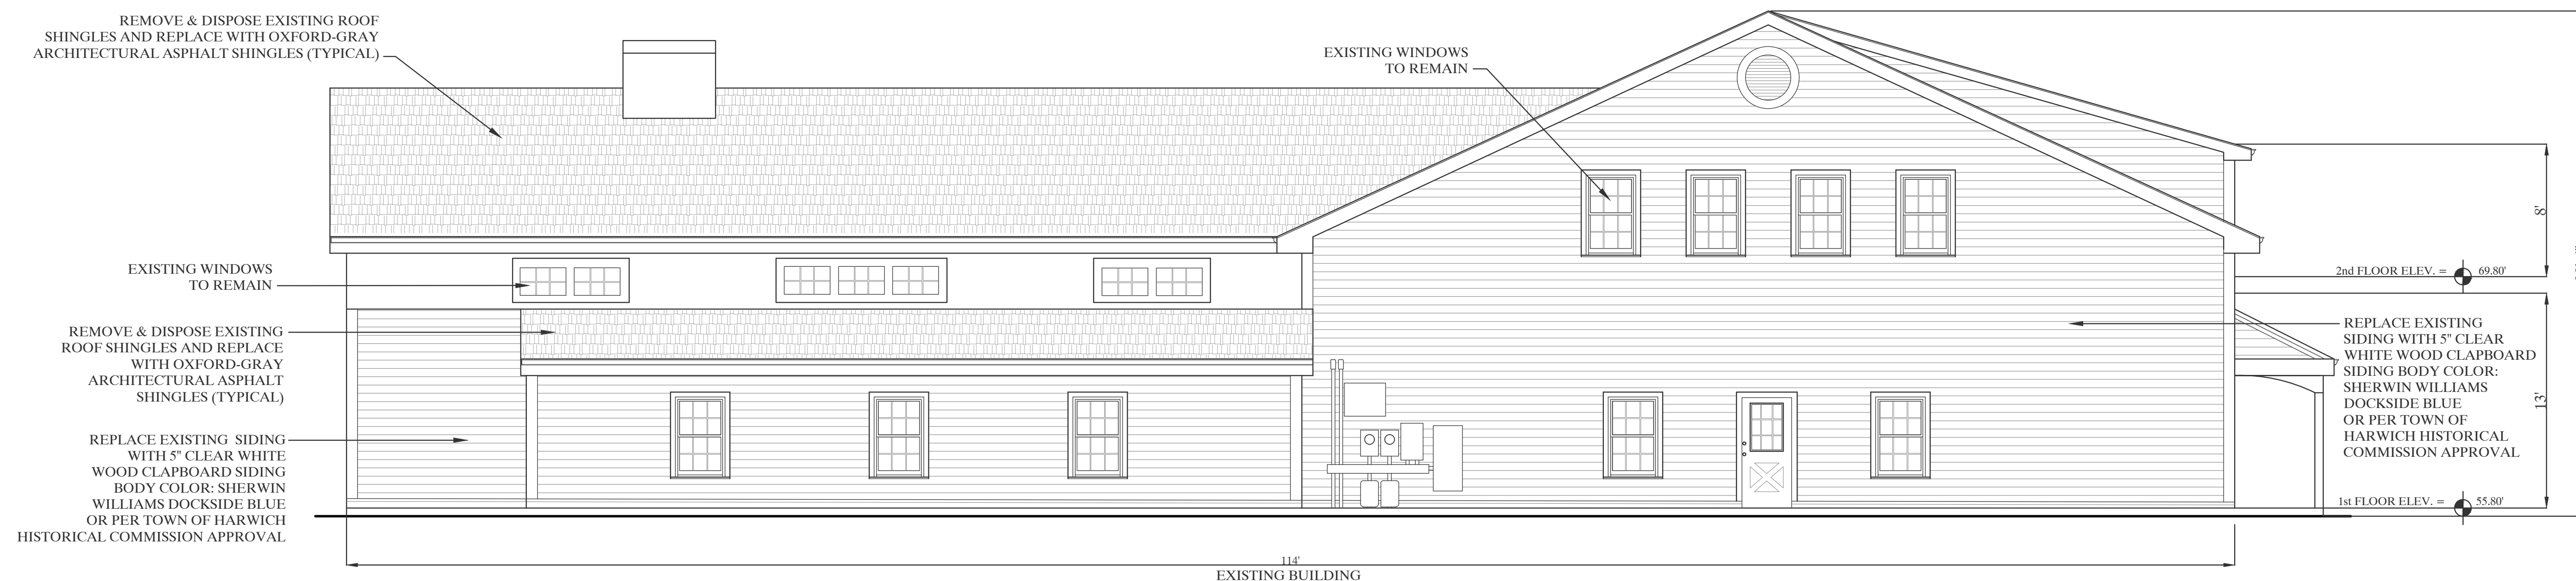 REMOVE & DISPOSE EXISTING ROOF
SHINGLES AND REPLACE WITH OXFORD-GRAY
ARCHITECTURAL ASPHALT SHINGLES (TYPICAL)
EXISTING WINDOWS
TO REMAIN
EXISTING WINDOWS
TO REMAIN
REMOVE & DISPOSE EXISTING
ROOF SHINGLES AND REPLACE
WITH OXFORD-GRAY
ARCHITECTURAL ASPHALT
SHINGLES (TYPICAL)
REPLACE EXISTING SIDING
WITH 5" CLEAR WHITE
WOOD CLAPBOARD SIDING
BODY COLOR: SHERWIN
WILLIAMS DOCKSIDE BLUE
OR PER TOWN OF HARWICH
HISTORICAL COMMISSION APPROVAL
8'
2nd FLOOR ELEV. = 69.80'
REPLACE EXISTING
SIDING WITH 5" CLEAR
WHITE WOOD CLAPBOARD
SIDING BODY COLOR:
SHERWIN WILLIAMS
DOCKSIDE BLUE
OR PER TOWN OF
HARWICH HISTORICAL
COMMISSION APPROVAL
13'
1st FLOOR ELEV. = 55.80'
114'
EXISTING BUILDING